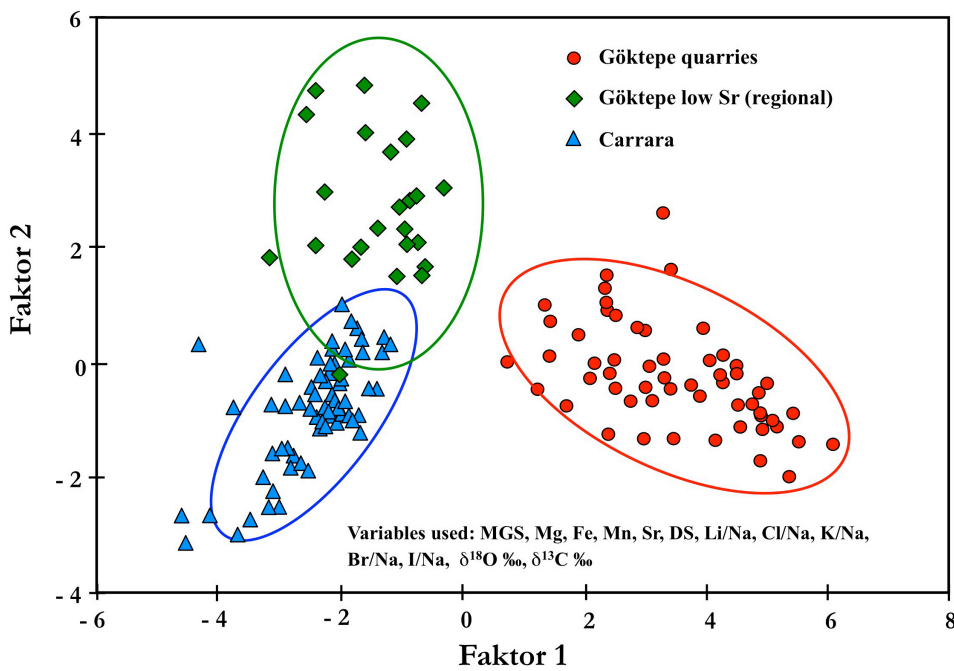 6
4
2
0
- 2
- 4
Faktor 2
Göktepe quarries
Göktepe low Sr (regional)
Carrara
Variables used: MGS, Mg, Fe, Mn, Sr, DS, Li/Na, Cl/Na, K/Na,
Br/Na, I/Na, δ¹⁸O ‰, δ¹³C ‰
- 6
- 4
- 2
0
2
4
6
8
Faktor 1